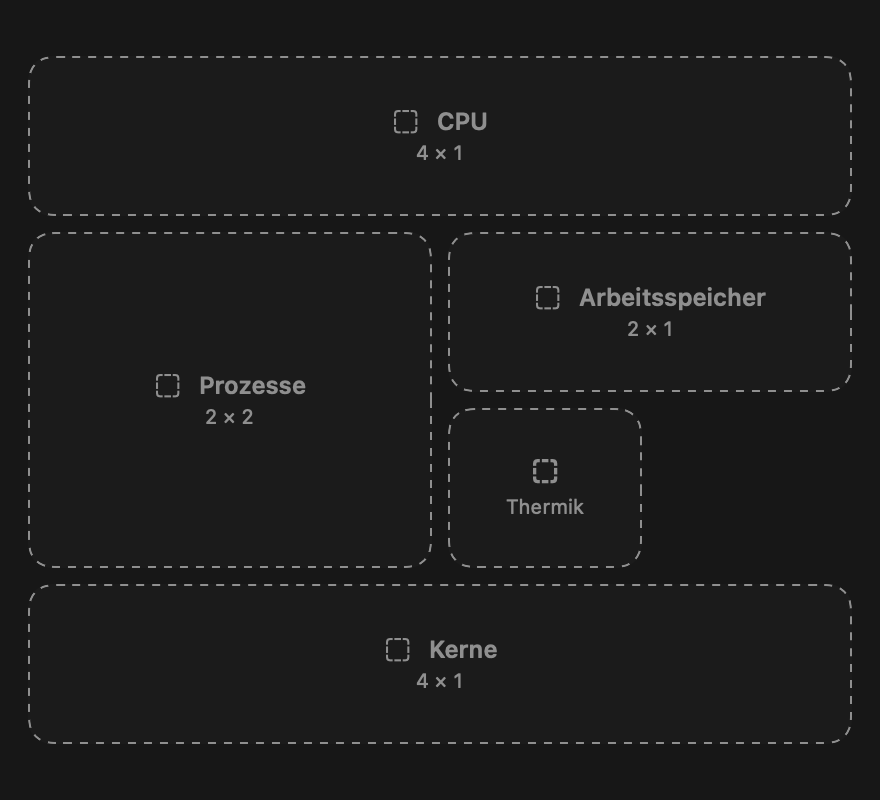 CPU
4 × 1
Prozesse
2 × 2
Arbeitsspeicher
2 × 1
Thermik
Kerne
4 × 1